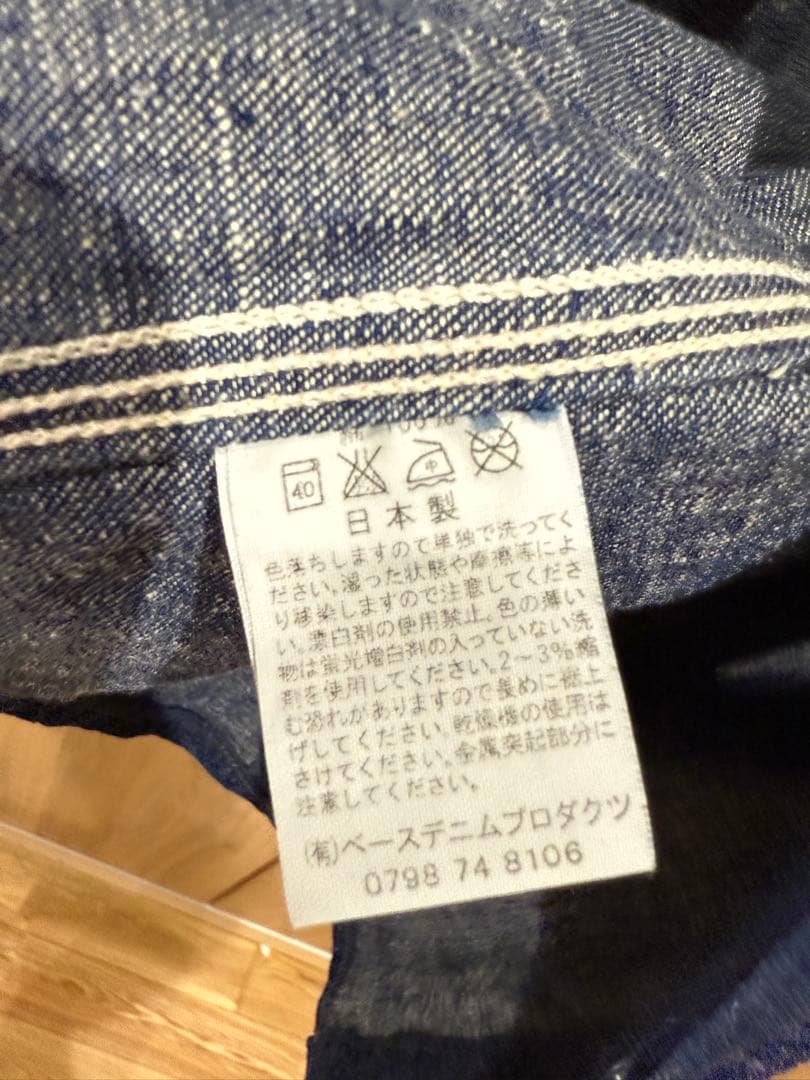 綿 100%
40 中
日本製
色落ちしますので単独で洗ってく
ださい。湿った状態や摩擦等によ
り移染しますので注意してくださ
い。漂白剤の使用禁止。色の薄い
物は蛍光増白剤の入っていない洗
剤を使用してください。2〜3%縮
む恐れがありますので長めに裾上
げしてください。乾燥機の使用は
さけてください。金属突起部分に
注意してください。
(有)ベースデニムプロダクツ
0798 74 8106